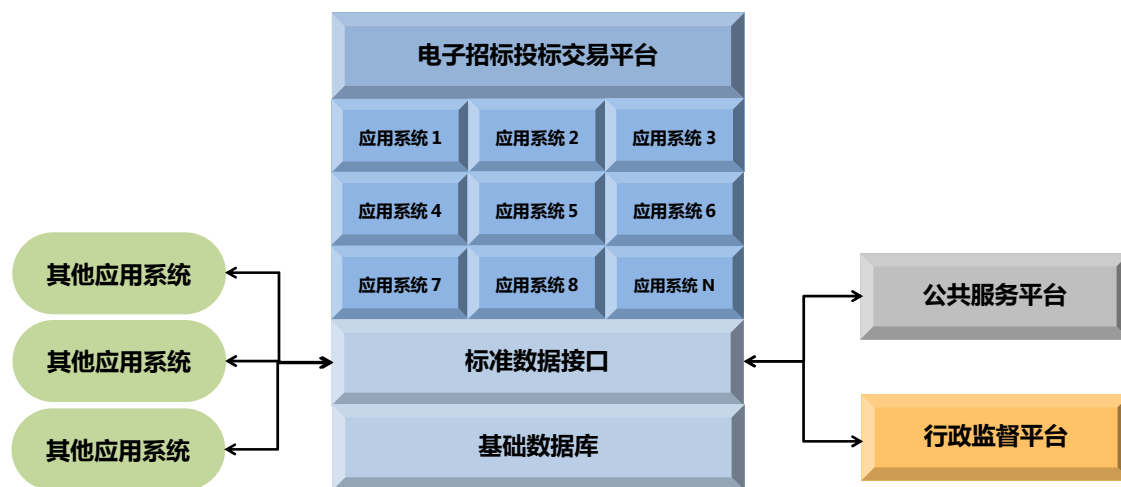 电子招标投标交易平台
应用系统 1
应用系统 2
应用系统 3
应用系统 4
应用系统 5
应用系统 6
应用系统 7
应用系统 8
应用系统 N
标准数据接口
基础数据库
其他应用系统
其他应用系统
其他应用系统
公共服务平台
行政监督平台